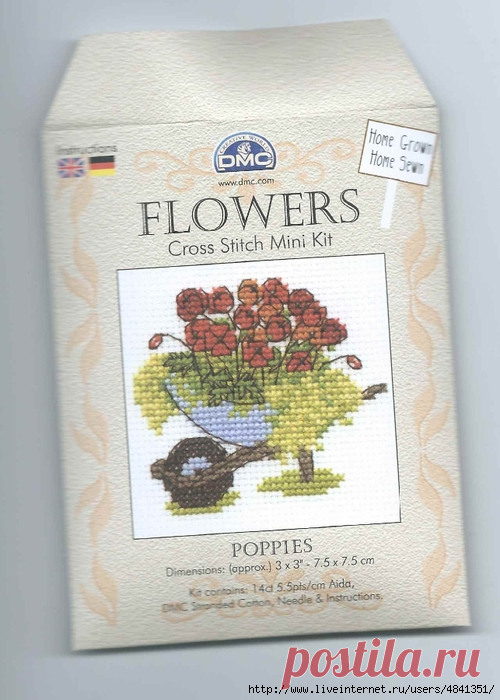 Instructions
Home Grown
Home Sewn
CREATIVE WORLD
DMC
www.dmc.com
FLOWERS
Cross Stitch Mini Kit
POPPIES
Dimensions: (approx.) 3 x 3" - 7.5 x 7.5 cm
Kit contains: 14ct 5.5pts/cm Aida,
DMC Stranded Cotton, Needle & Instructions.
postila.ru
http://www.liveinternet.ru/users/4841351/